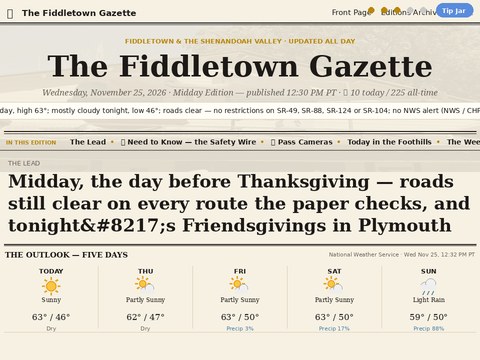 Front Page Editions Archiv
Tip Jar
FIDDLETOWN & THE SHENANDOAH VALLEY · UPDATED ALL DAY
The Fiddletown Gazette
Wednesday, November 25, 2026 · Midday Edition — published 12:30 PM PT · 10 today / 225 all-time
day, high 63°; mostly cloudy tonight, low 46°; roads clear — no restrictions on SR-49, SR-88, SR-124 or SR-104; no NWS alert (NWS / CHP
IN THIS EDITION The Lead • Need to Know — the Safety Wire • Pass Cameras • Today in the Foothills • The Wee
THE LEAD
Midday, the day before Thanksgiving — roads
still clear on every route the paper checks, and
tonight&#8217;s Friendsgivings in Plymouth
THE OUTLOOK — FIVE DAYS
National Weather Service · Wed Nov 25, 12:32 PM PT
TODAY THU FRI SAT SUN
Sunny Partly Sunny Partly Sunny Partly Sunny Light Rain
63° / 46° 62° / 47° 63° / 50° 63° / 50° 59° / 50°
Dry Dry Precip 3% Precip 17% Precip 88%